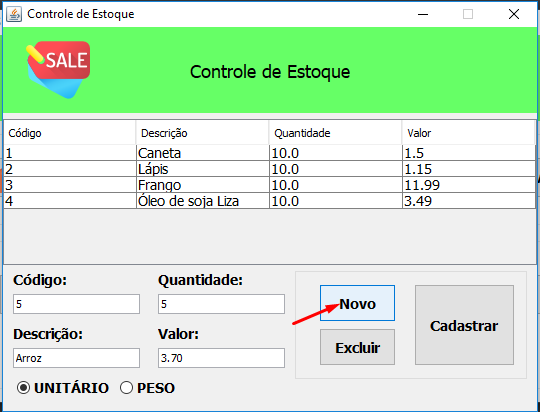 Controle de Estoque
SALE
Controle de Estoque
Código Descrição Quantidade Valor
1 Caneta 10.0 1.5
2 Lápis 10.0 1.15
3 Frango 10.0 11.99
4 Óleo de soja Liza 10.0 3.49
Código: Quantidade:
5 5
Descrição: Valor:
Arroz 3.70
UNITÁRIO PESO
Novo
Excluir
Cadastrar